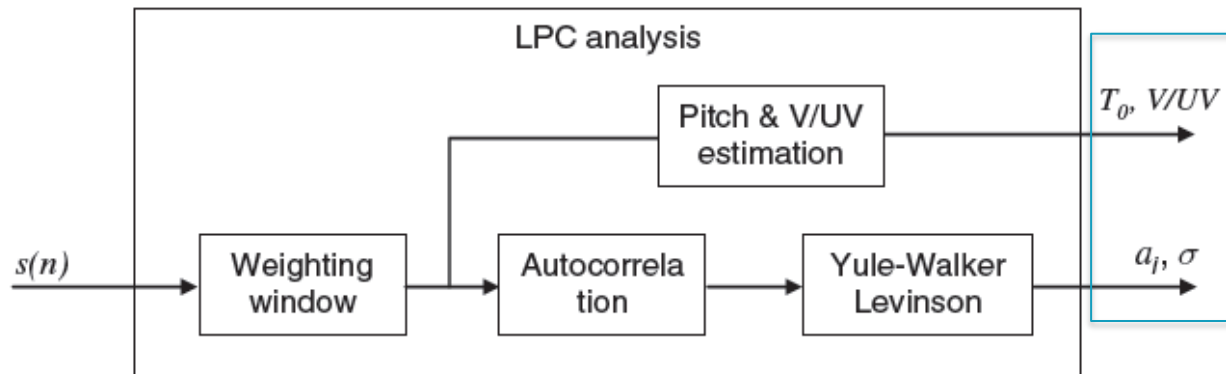 LPC analysis
Pitch & V/UV
estimation
T₀, V/UV
s(n)
Weighting
window
Autocorrela
tion
Yule-Walker
Levinson
aᵢ, σ